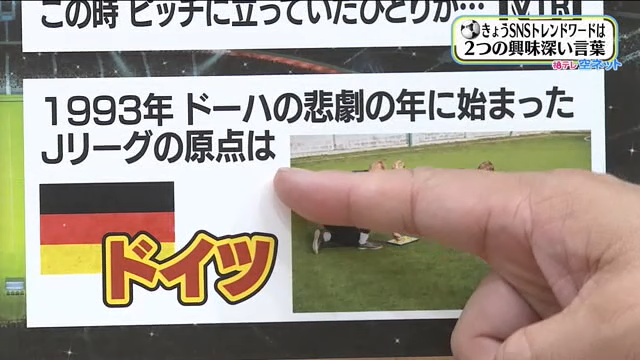 この時 ピッチに立っていたひとりが…
きょうSNSトレンドワードは
2つの興味深い言葉
1993年 ドーハの悲劇の年に始まった
Jリーグの原点は
ドイツ